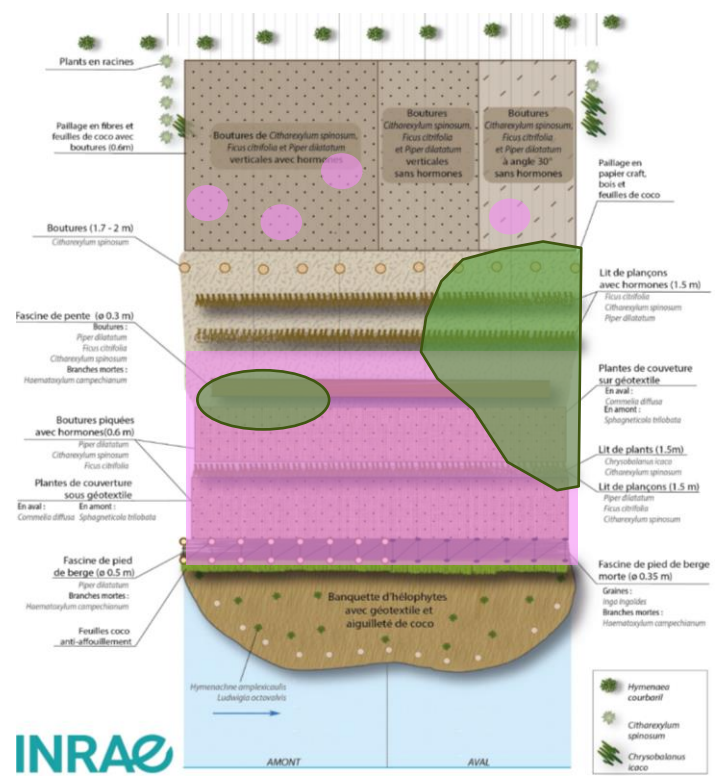 Plants en racines
Paillage en fibres et
feuilles de coco avec
boutures (0.6m)
Boutures de Citharexylum spinosum,
Ficus citrifolia et Piper dilatatum
verticales avec hormones
Boutures
Citharexylum spinosum,
Ficus citrifolia
et Piper dilatatum
verticales
sans hormones
Boutures
Citharexylum spinosum,
Ficus citrifolia
et Piper dilatatum
à angle 30°
sans hormones
Paillage en
papier craft,
bois et
feuilles de coco
Boutures (1.7 - 2 m)
Citharexylum spinosum
Lit de plançons
avec hormones (1.5 m)
Ficus citrifolia
Citharexylum spinosum
Piper dilatatum
Fascine de pente (ø 0.3 m)
Boutures :
Piper dilatatum
Ficus citrifolia
Citharexylum spinosum
Branches mortes :
Haematoxylum campechianum
Plantes de couveture
sur géotextile
En aval :
Commelia diffusa
En amont :
Sphagneticola trilobata
Boutures piquées
avec hormones(0.6 m)
Piper dilatatum
Citharexylum spinosum
Ficus citrifolia
Lit de plants (1.5m)
Chrysobalanus icaco
Citharexylum spinosum
Lit de plançons (1.5 m)
Piper dilatatum
Ficus citrifolia
Citharexylum spinosum
Plantes de couverture
sous géotextile
En aval : En amont :
Commelia diffusa Sphagneticola trilobata
Fascine de pied
de berge (ø 0.5 m)
Piper dilatatum
Branches mortes :
Haematoxylum campechianum
Fascine de pied de berge
morte (ø 0.35 m)
Graines :
Inga ingoides
Branches mortes :
Haematoxylum campechianum
Banquette d'hélophytes
avec géotextile et
aiguilleté de coco
Feuilles coco
anti-affouillement
Hymenachne amplexicaulis
Ludwigia octovalvis
Hymenaea
courbaril
Citharexylum
spinosum
Chrysobalanus
icaco
INRAE
AMONT AVAL